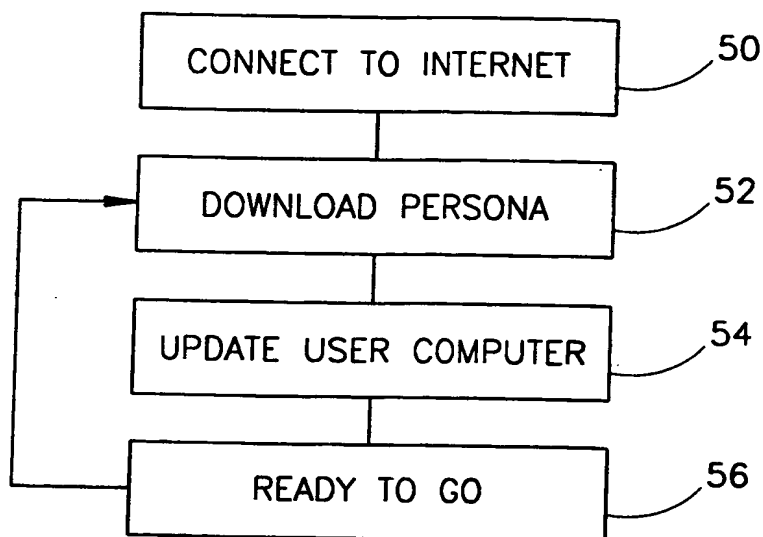 CONNECT TO INTERNET
50
DOWNLOAD PERSONA
52
UPDATE USER COMPUTER
54
READY TO GO
56